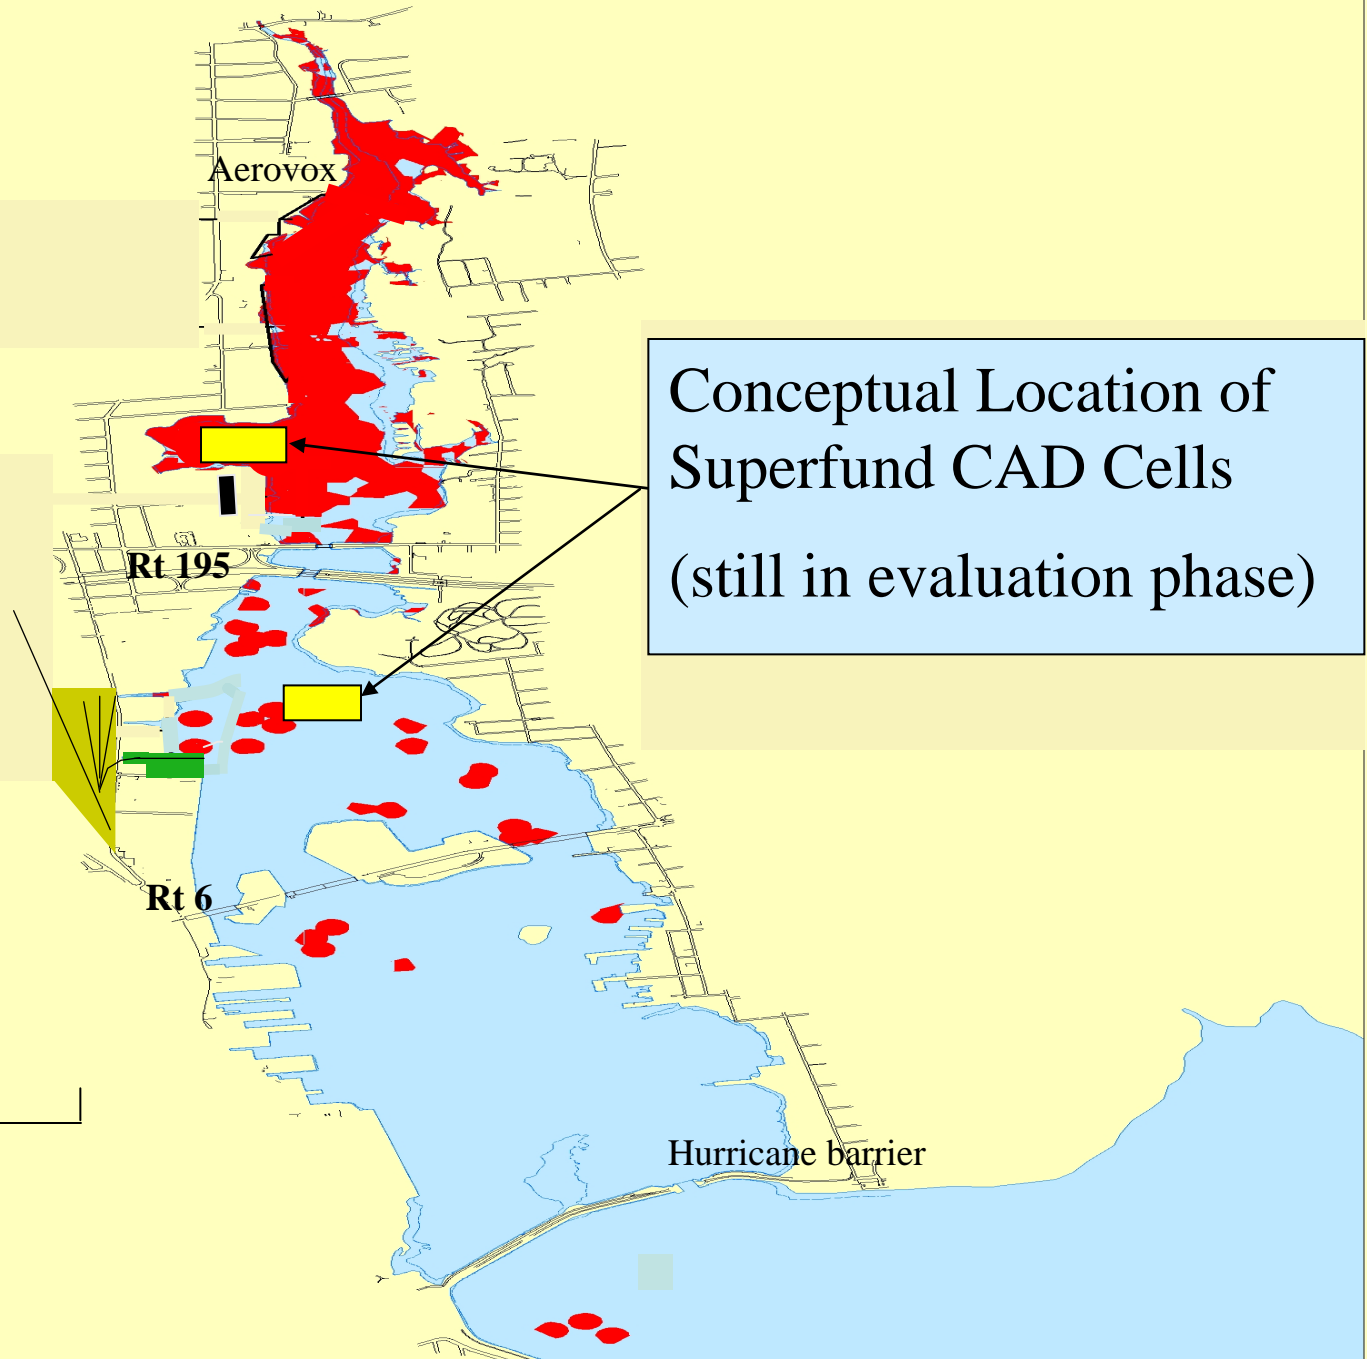 Aerovox
Conceptual Location of
Superfund CAD Cells
(still in evaluation phase)
Rt 195
Rt 6
Hurricane barrier